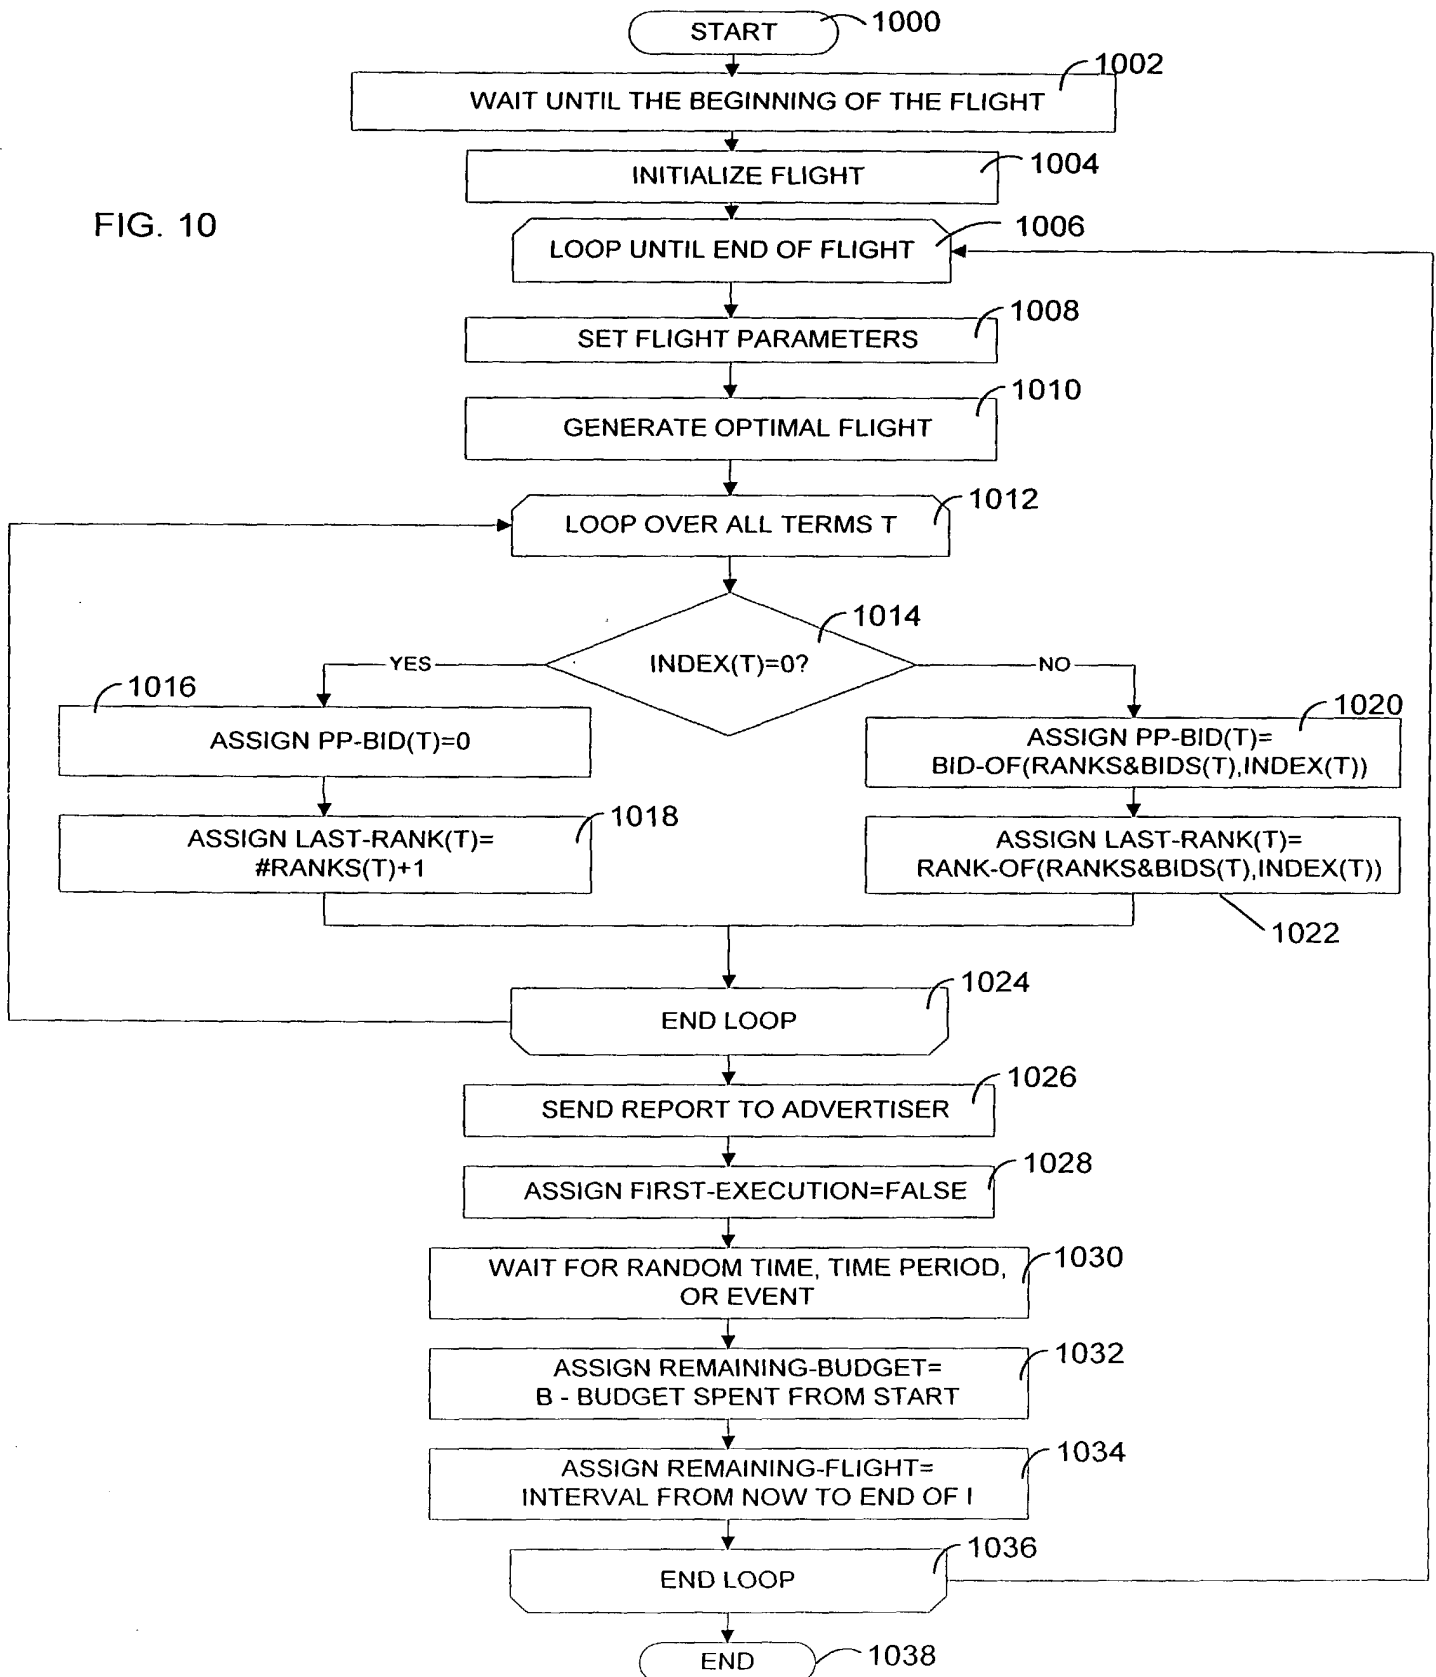 START
1000
1002
WAIT UNTIL THE BEGINNING OF THE FLIGHT
INITIALIZE FLIGHT
1004
FIG. 10
LOOP UNTIL END OF FLIGHT
1006
1008
SET FLIGHT PARAMETERS
1010
GENERATE OPTIMAL FLIGHT
1012
LOOP OVER ALL TERMS T
1014
INDEX(T)=0?
YES
NO
1016
ASSIGN PP-BID(T)=0
1020
ASSIGN PP-BID(T)=
BID-OF(RANKS&BIDS(T),INDEX(T))
1018
ASSIGN LAST-RANK(T)=
#RANKS(T)+1
ASSIGN LAST-RANK(T)=
RANK-OF(RANKS&BIDS(T),INDEX(T))
1022
1024
END LOOP
1026
SEND REPORT TO ADVERTISER
1028
ASSIGN FIRST-EXECUTION=FALSE
1030
WAIT FOR RANDOM TIME, TIME PERIOD,
OR EVENT
1032
ASSIGN REMAINING-BUDGET=
B - BUDGET SPENT FROM START
1034
ASSIGN REMAINING-FLIGHT=
INTERVAL FROM NOW TO END OF I
1036
END LOOP
END
1038